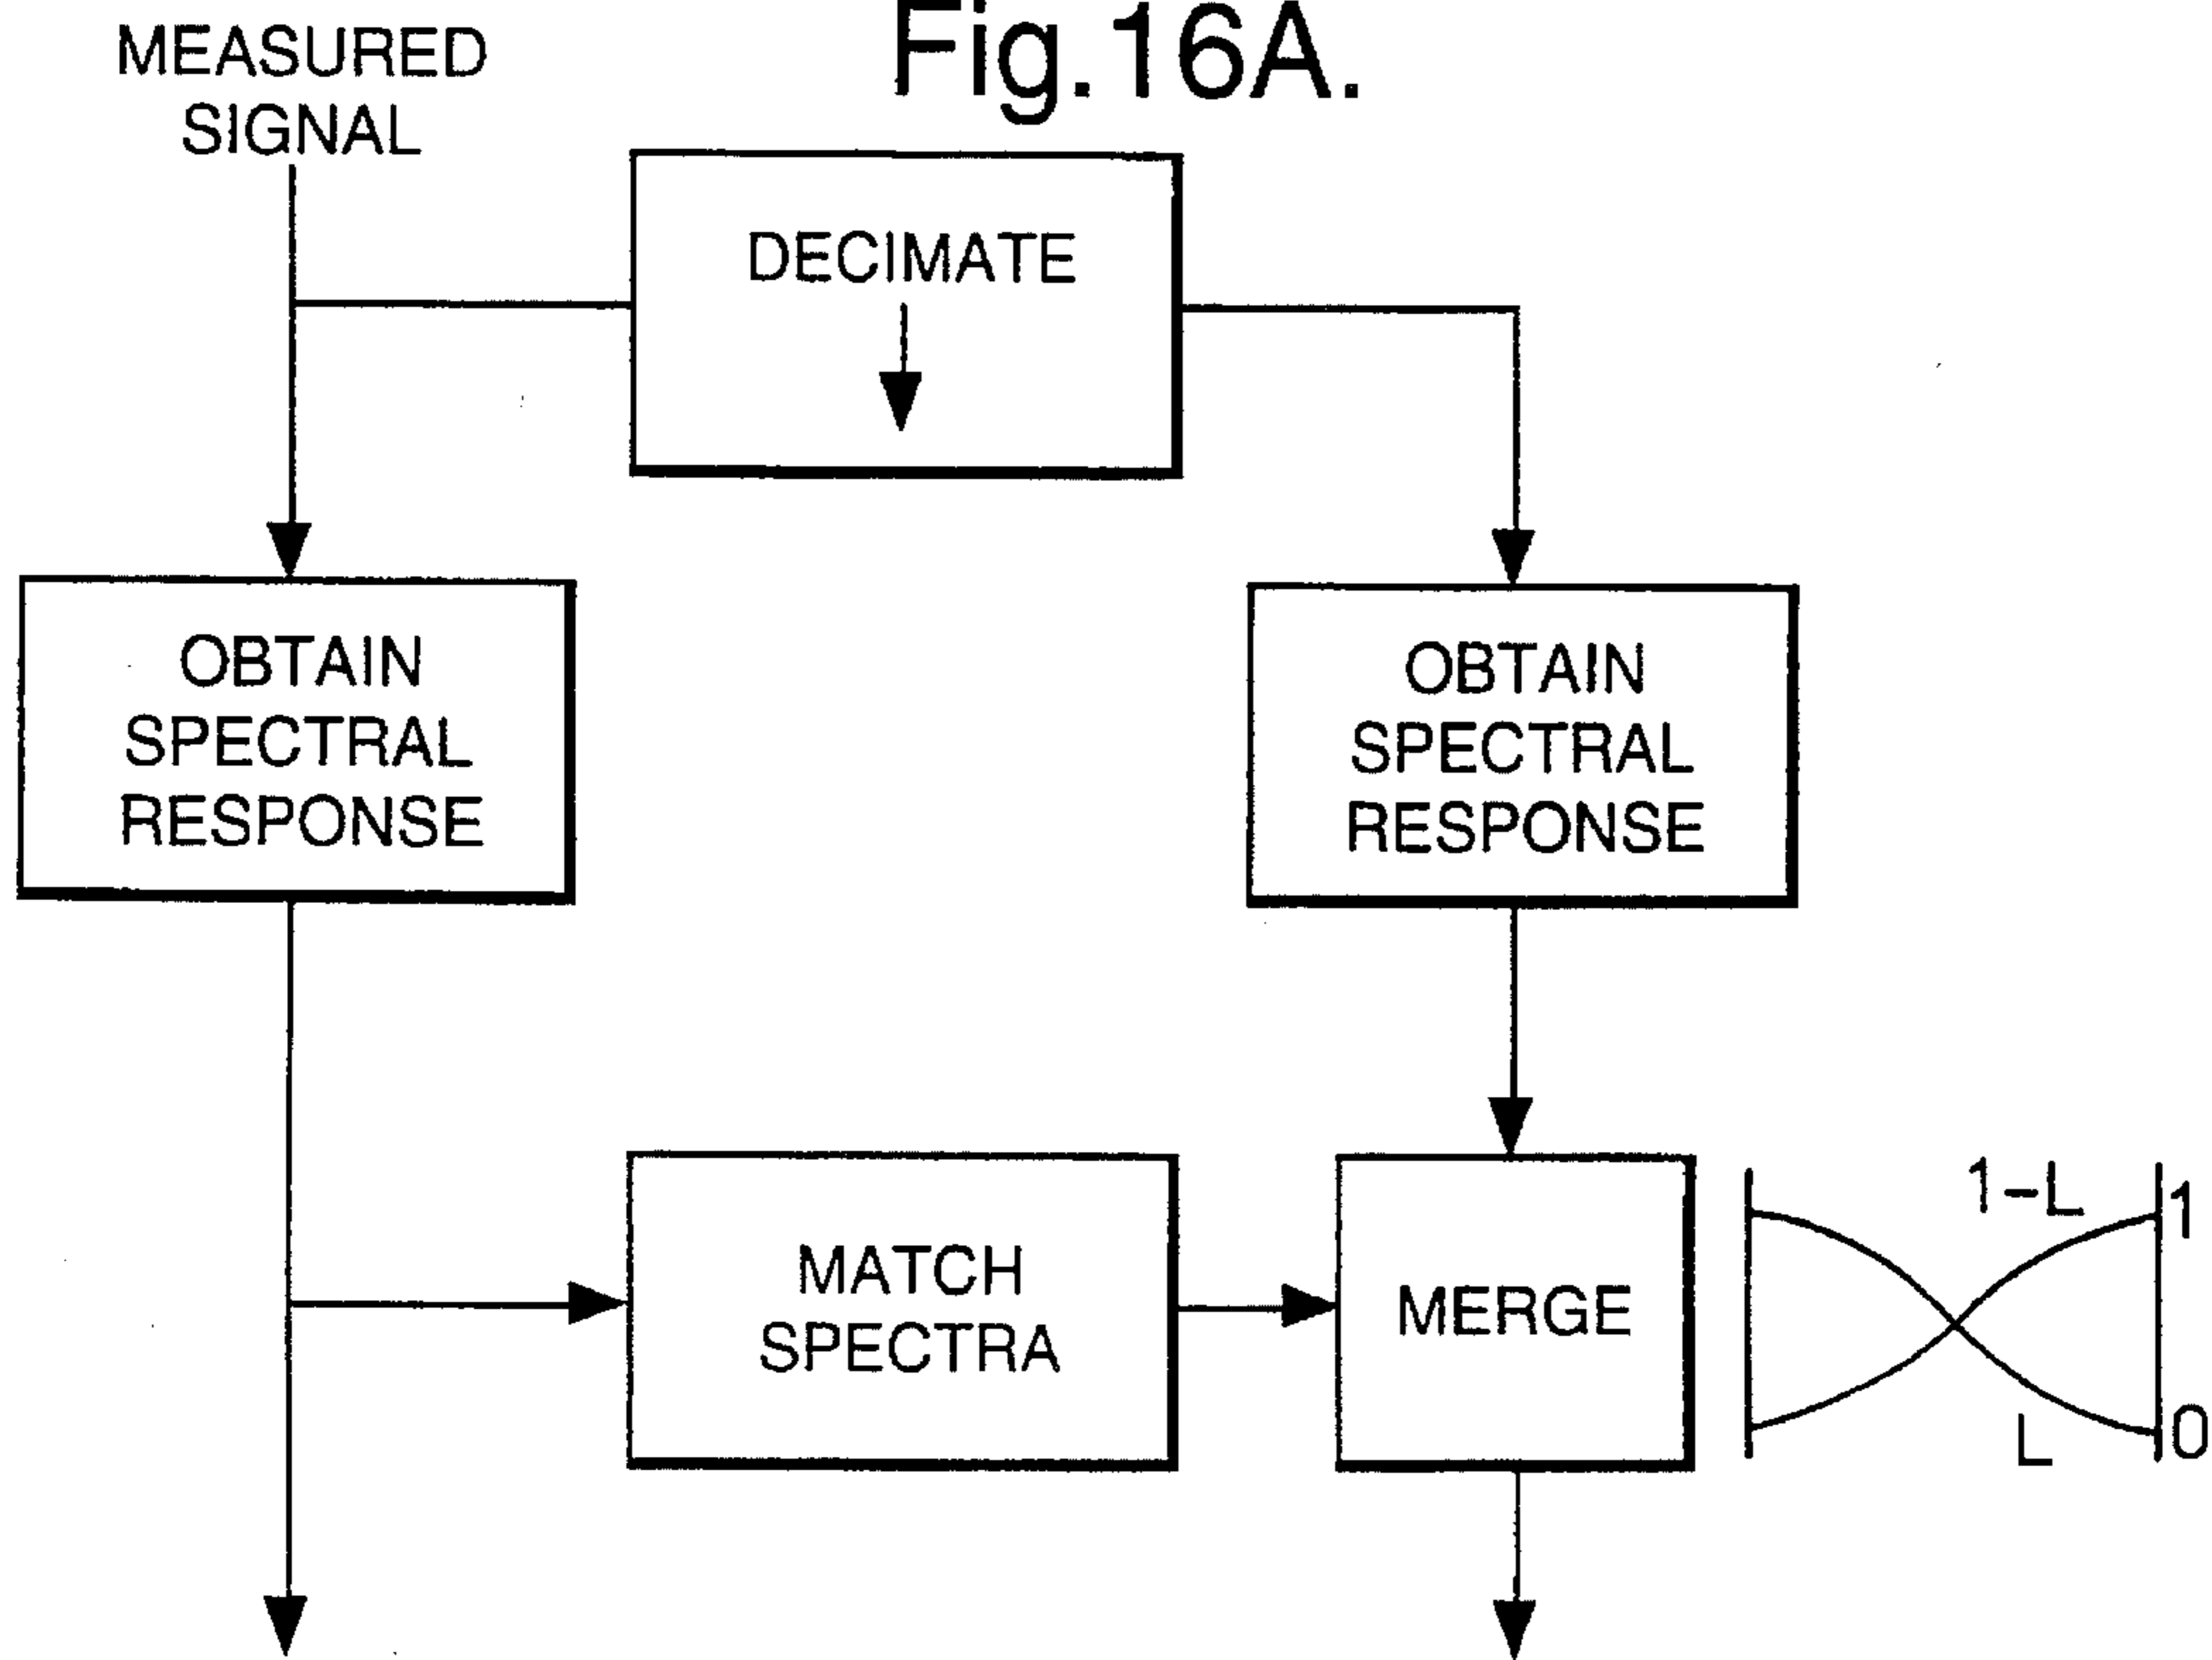 Fig.16A.
MEASURED
SIGNAL
DECIMATE
OBTAIN
SPECTRAL
RESPONSE
OBTAIN
SPECTRAL
RESPONSE
MATCH
SPECTRA
MERGE
1-L
1
L
0